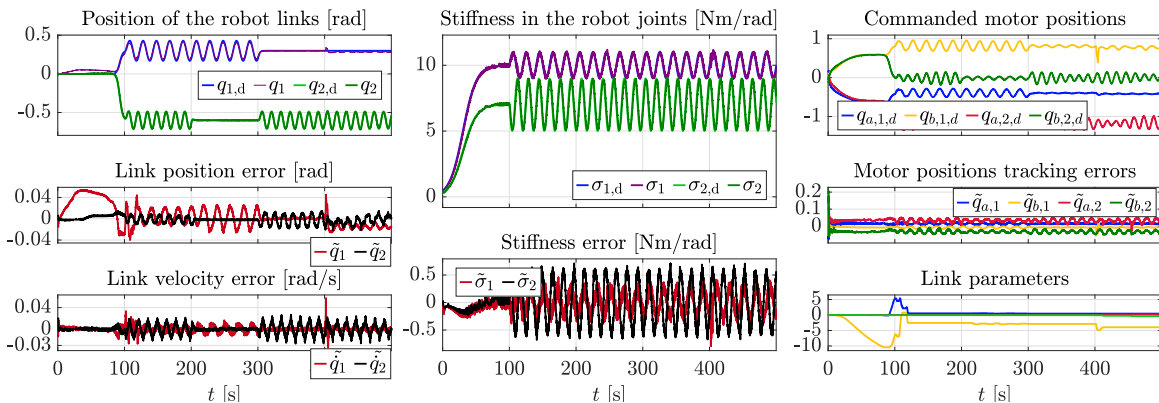 Position of the robot links [rad]
0.5
0
-0.5
q1,d q1 q2,d q2
Link position error [rad]
0.04
-0.04
q̃1 q̃2
Link velocity error [rad/s]
0.03
-0.03
q̃̇1 q̃̇2
0 100 200 300 400
t [s]
Stiffness in the robot joints [Nm/rad]
10
5
0
σ1,d σ1 σ2,d σ2
Stiffness error [Nm/rad]
0.5
0
-0.5
σ̃1 σ̃2
0 100 200 300 400
t [s]
Commanded motor positions
1
0
-1
qa,1,d qb,1,d qa,2,d qb,2,d
Motor positions tracking errors
0.2
0.1
0
q̃a,1 q̃b,1 q̃a,2 q̃b,2
Link parameters
5
0
-10
0 100 200 300 400
t [s]